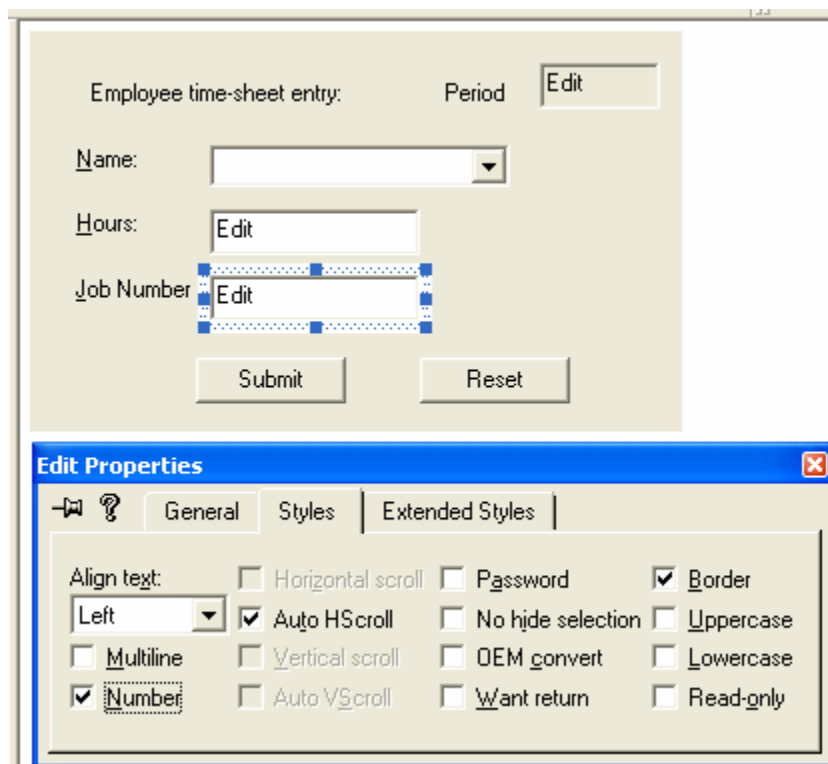 Employee time-sheet entry: Period Edit
Name:
Hours: Edit
Job Number Edit
Submit Reset
Edit Properties
General Styles Extended Styles
Align text: Horizontal scroll Password Border
Left Auto HScroll No hide selection Uppercase
Multiline Vertical scroll OEM convert Lowercase
Number Auto VScroll Want return Read-only